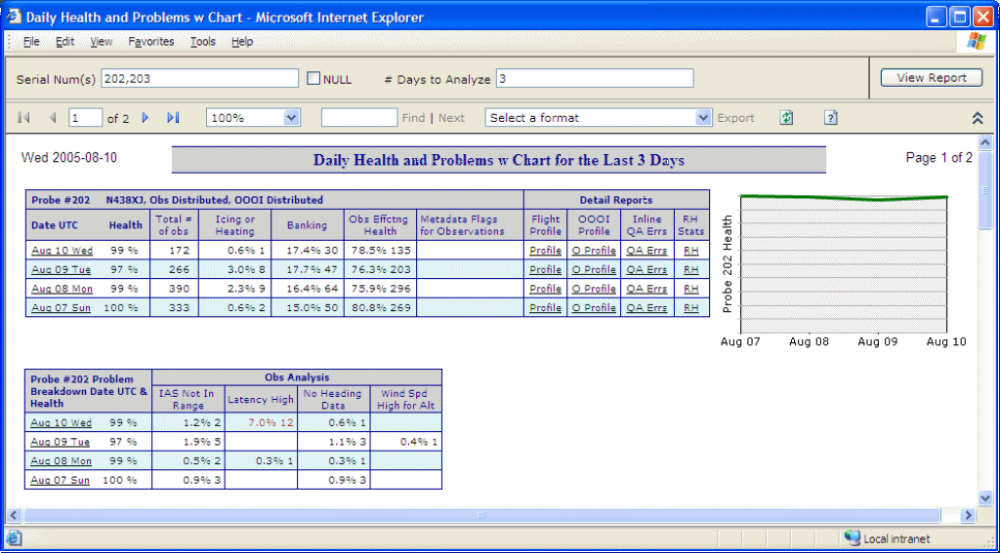 Daily Health and Problems w Chart - Microsoft Internet Explorer
File Edit View Favorites Tools Help
Serial Num(s) 202,203 NULL # Days to Analyze 3 View Report
1 of 2 100% Find | Next Select a format Export
Wed 2005-08-10 Daily Health and Problems w Chart for the Last 3 Days Page 1 of 2
Probe #202 N438XJ, Obs Distributed, OOOI Distributed Detail Reports
Date UTC Health Total # of obs Icing or Heating Banking Obs Effctng Health Metadata Flags for Observations Flight Profile OOOI Profile Inline QA Errs RH Stats
Aug 10 Wed 99 % 172 0.6% 1 17.4% 30 78.5% 135 Profile O Profile QA Errs RH
Aug 09 Tue 97 % 266 3.0% 8 17.7% 47 76.3% 203 Profile O Profile QA Errs RH
Aug 08 Mon 99 % 390 2.3% 9 16.4% 64 75.9% 296 Profile O Profile QA Errs RH
Aug 07 Sun 100 % 333 0.6% 2 15.0% 50 80.8% 269 Profile O Profile QA Errs RH
Probe 202 Health
Aug 07 Aug 08 Aug 09 Aug 10
Probe #202 Problem Breakdown Date UTC & Health Obs Analysis
IAS Not In Range Latency High No Heading Data Wind Spd High for Alt
Aug 10 Wed 99 % 1.2% 2 7.0% 12 0.6% 1
Aug 09 Tue 97 % 1.9% 5 1.1% 3 0.4% 1
Aug 08 Mon 99 % 0.5% 2 0.3% 1 0.3% 1
Aug 07 Sun 100 % 0.9% 3 0.9% 3
Local intranet